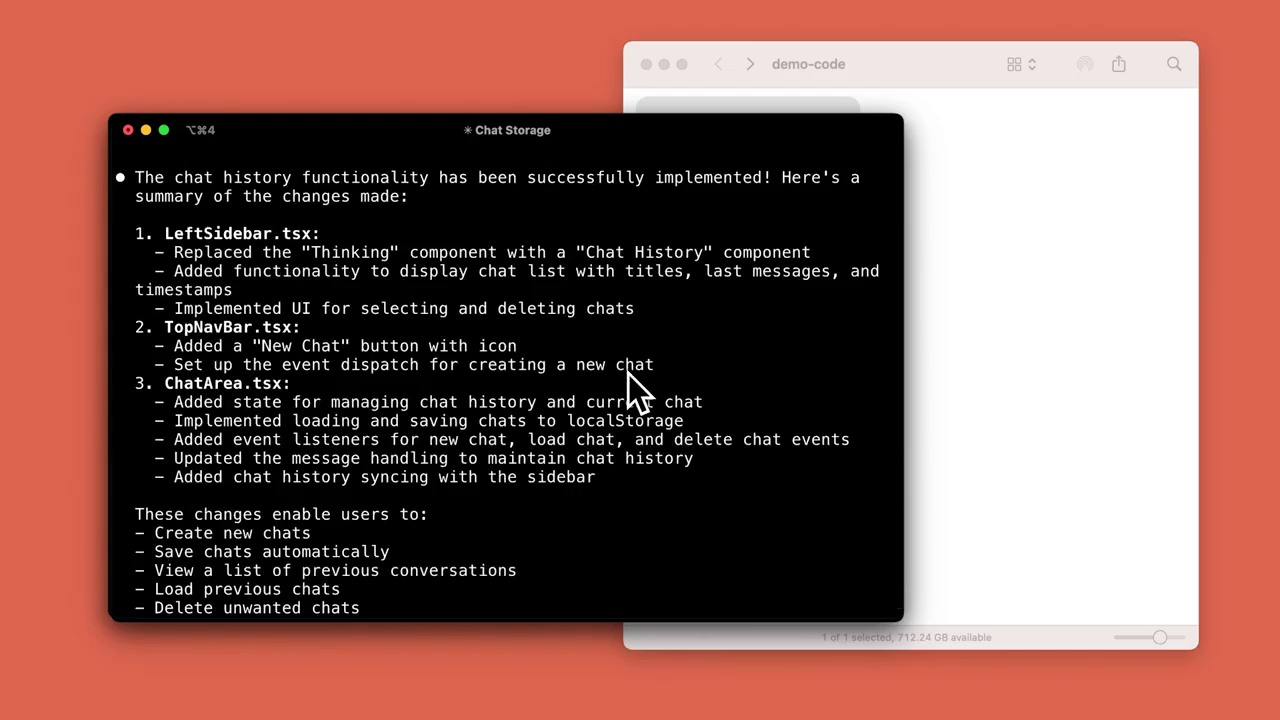 demo-code
⌥⌘4
✳ Chat Storage
● The chat history functionality has been successfully implemented! Here's a
summary of the changes made:
1. LeftSidebar.tsx:
– Replaced the "Thinking" component with a "Chat History" component
– Added functionality to display chat list with titles, last messages, and
timestamps
– Implemented UI for selecting and deleting chats
2. TopNavBar.tsx:
– Added a "New Chat" button with icon
– Set up the event dispatch for creating a new chat
3. ChatArea.tsx:
– Added state for managing chat history and current chat
– Implemented loading and saving chats to localStorage
– Added event listeners for new chat, load chat, and delete chat events
– Updated the message handling to maintain chat history
– Added chat history syncing with the sidebar
These changes enable users to:
– Create new chats
– Save chats automatically
– View a list of previous conversations
– Load previous chats
– Delete unwanted chats
1 of 1 selected, 712.24 GB available